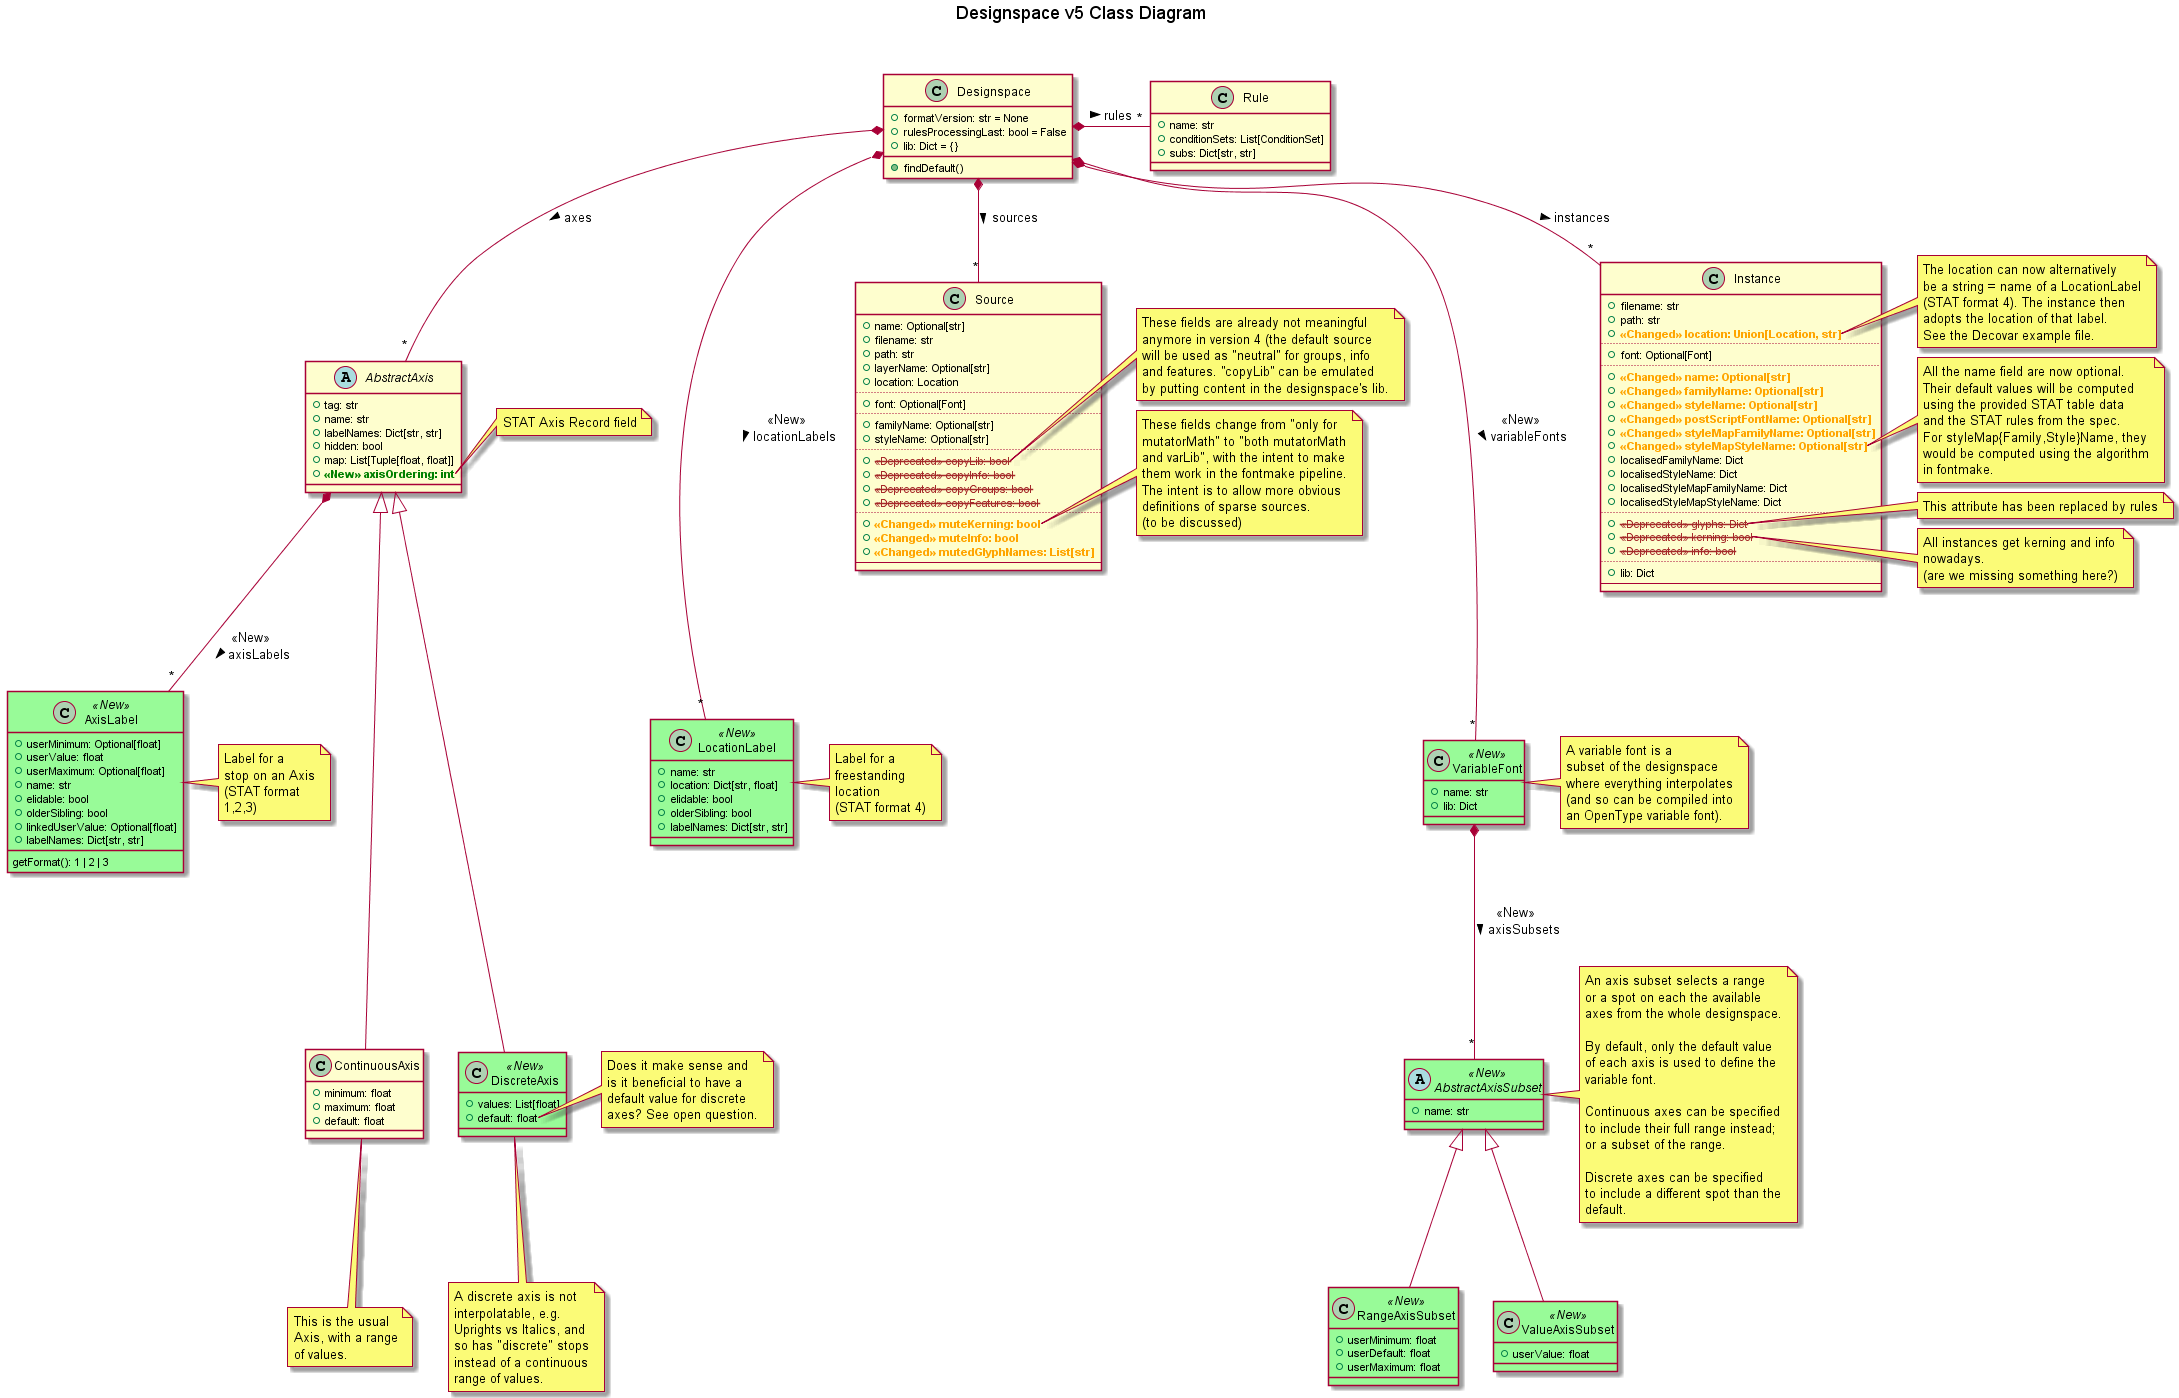 Designspace v5 Class Diagram
C Designspace
formatVersion: str = None
rulesProcessingLast: bool = False
lib: Dict = {}
findDefault()
rules *
C Rule
name: str
conditionSets: List[ConditionSet]
subs: Dict[str, str]
axes
*
sources
*
instances
*
A AbstractAxis
tag: str
name: str
labelNames: Dict[str, str]
hidden: bool
map: List[Tuple[float, float]]
«New» axisOrdering: int
STAT Axis Record field
«New»
locationLabels
*
C Source
name: Optional[str]
filename: str
path: str
layerName: Optional[str]
location: Location
font: Optional[Font]
familyName: Optional[str]
styleName: Optional[str]
«Deprecated» copyLib: bool
«Deprecated» copyInfo: bool
«Deprecated» copyGroups: bool
«Deprecated» copyFeatures: bool
«Changed» muteKerning: bool
«Changed» muteInfo: bool
«Changed» mutedGlyphNames: List[str]
These fields are already not meaningful
anymore in version 4 (the default source
will be used as "neutral" for groups, info
and features. "copyLib" can be emulated
by putting content in the designspace's lib.
These fields change from "only for
mutatorMath" to "both mutatorMath
and varLib", with the intent to make
them work in the fontmake pipeline.
The intent is to allow more obvious
definitions of sparse sources.
(to be discussed)
«New»
variableFonts
*
C Instance
filename: str
path: str
«Changed» location: Union[Location, str]
font: Optional[Font]
«Changed» name: Optional[str]
«Changed» familyName: Optional[str]
«Changed» styleName: Optional[str]
«Changed» postScriptFontName: Optional[str]
«Changed» styleMapFamilyName: Optional[str]
«Changed» styleMapStyleName: Optional[str]
localisedFamilyName: Dict
localisedStyleName: Dict
localisedStyleMapFamilyName: Dict
localisedStyleMapStyleName: Dict
«Deprecated» glyphs: Dict
«Deprecated» kerning: bool
«Deprecated» info: bool
lib: Dict
The location can now alternatively
be a string = name of a LocationLabel
(STAT format 4). The instance then
adopts the location of that label.
See the Decovar example file.
All the name field are now optional.
Their default values will be computed
using the provided STAT table data
and the STAT rules from the spec.
For styleMap{Family,Style}Name, they
would be computed using the algorithm
in fontmake.
This attribute has been replaced by rules
All instances get kerning and info
nowadays.
(are we missing something here?)
«New»
axisLabels
*
«New»
C AxisLabel
userMinimum: Optional[float]
userValue: float
userMaximum: Optional[float]
name: str
elidable: bool
olderSibling: bool
linkedUserValue: Optional[float]
labelNames: Dict[str, str]
getFormat(): 1 | 2 | 3
Label for a
stop on an Axis
(STAT format
1,2,3)
«New»
C LocationLabel
name: str
location: Dict[str, float]
elidable: bool
olderSibling: bool
labelNames: Dict[str, str]
Label for a
freestanding
location
(STAT format 4)
«New»
C VariableFont
name: str
lib: Dict
A variable font is a
subset of the designspace
where everything interpolates
(and so can be compiled into
an OpenType variable font).
«New»
axisSubsets
*
C ContinuousAxis
minimum: float
maximum: float
default: float
«New»
C DiscreteAxis
values: List[float]
default: float
Does it make sense and
is it beneficial to have a
default value for discrete
axes? See open question.
«New»
A AbstractAxisSubset
name: str
An axis subset selects a range
or a spot on each the available
axes from the whole designspace.
By default, only the default value
of each axis is used to define the
variable font.
Continuous axes can be specified
to include their full range instead;
or a subset of the range.
Discrete axes can be specified
to include a different spot than the
default.
This is the usual
Axis, with a range
of values.
A discrete axis is not
interpolatable, e.g.
Uprights vs Italics, and
so has "discrete" stops
instead of a continuous
range of values.
«New»
C RangeAxisSubset
userMinimum: float
userDefault: float
userMaximum: float
«New»
C ValueAxisSubset
userValue: float